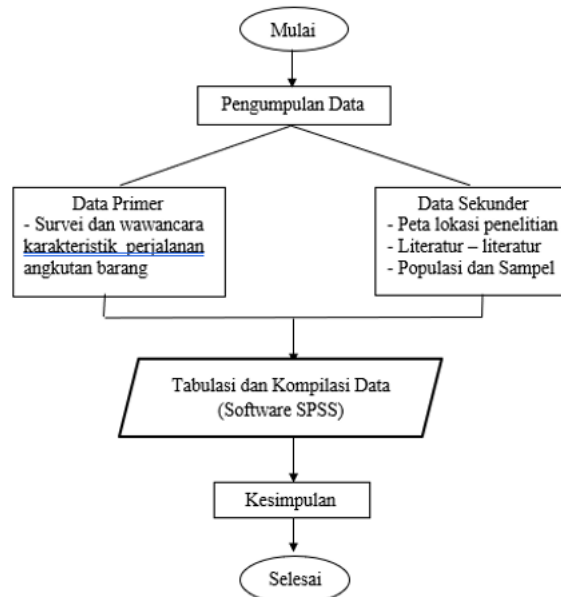 Mulai
Pengumpulan Data
Data Primer
- Survei dan wawancara
karakteristik perjalanan
angkutan barang
Data Sekunder
- Peta lokasi penelitian
- Literatur – literatur
- Populasi dan Sampel
Tabulasi dan Kompilasi Data
(Software SPSS)
Kesimpulan
Selesai